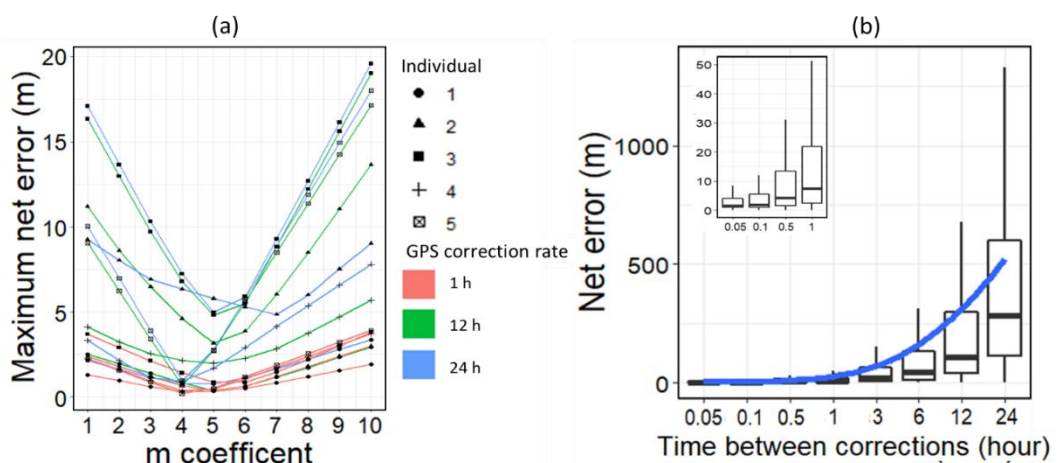 (a)
Maximum net error (m)
20
15
10
5
0
1 2 3 4 5 6 7 8 9 10
m coefficent
Individual
1
2
3
4
5
GPS correction rate
1 h
12 h
24 h
(b)
Net error (m)
1000
500
0
50
40
30
20
10
0
0.05 0.1 0.5 1
0.05 0.1 0.5 1 3 6 12 24
Time between corrections (hour)